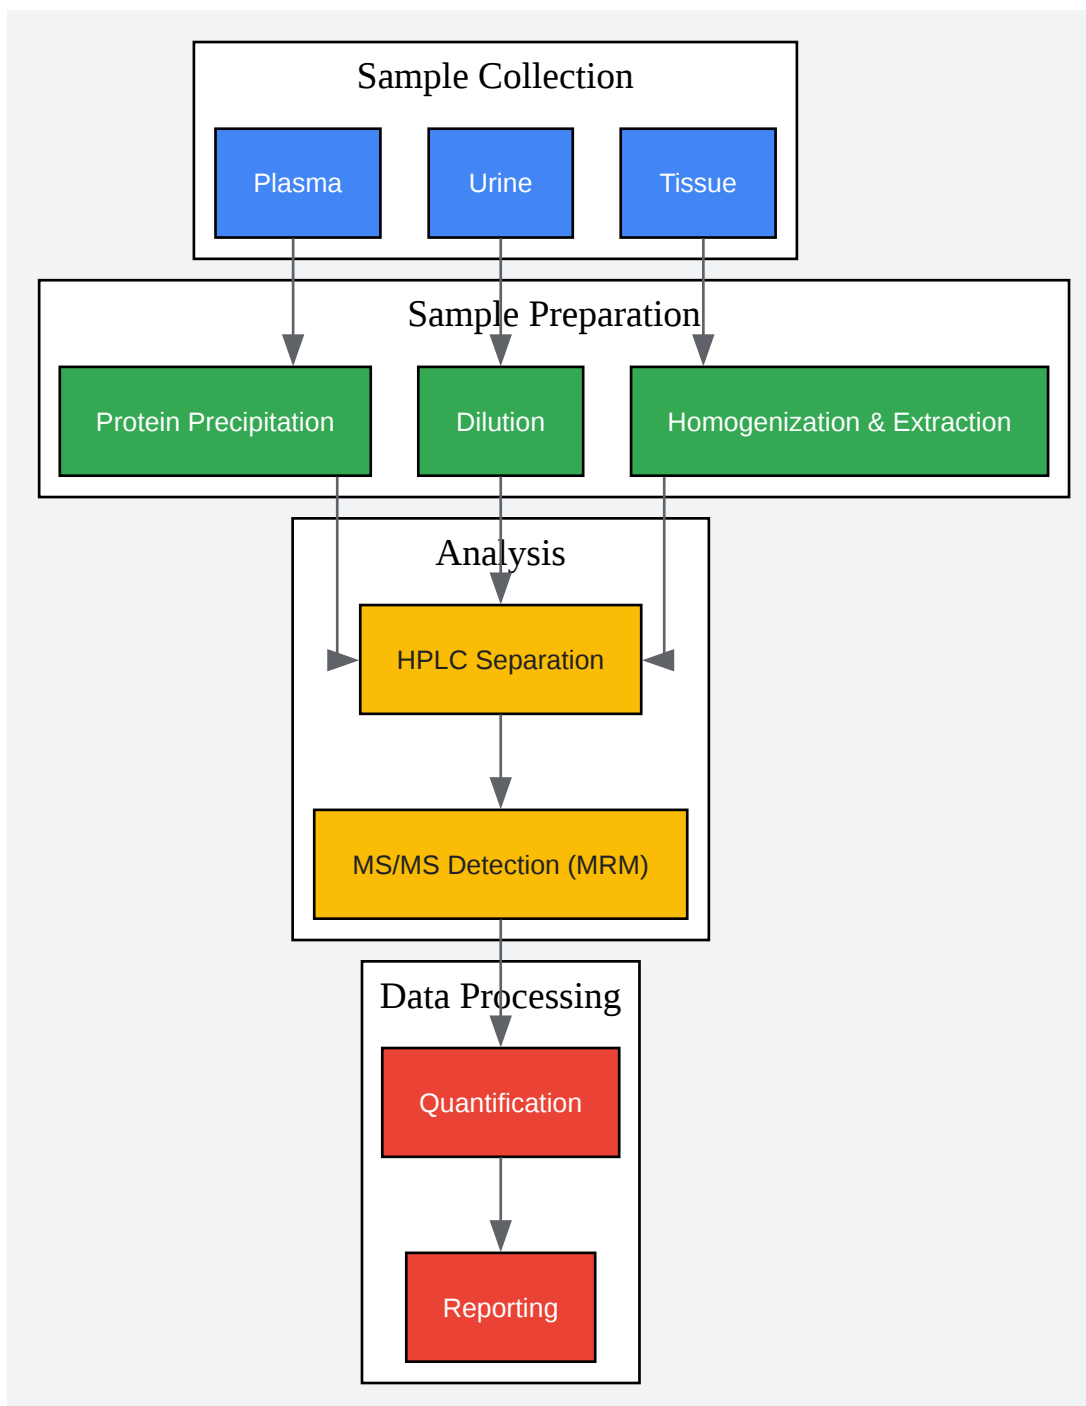 Sample Collection
Plasma
Urine
Tissue
Sample Preparation
Protein Precipitation
Dilution
Homogenization & Extraction
Analysis
HPLC Separation
MS/MS Detection (MRM)
Data Processing
Quantification
Reporting